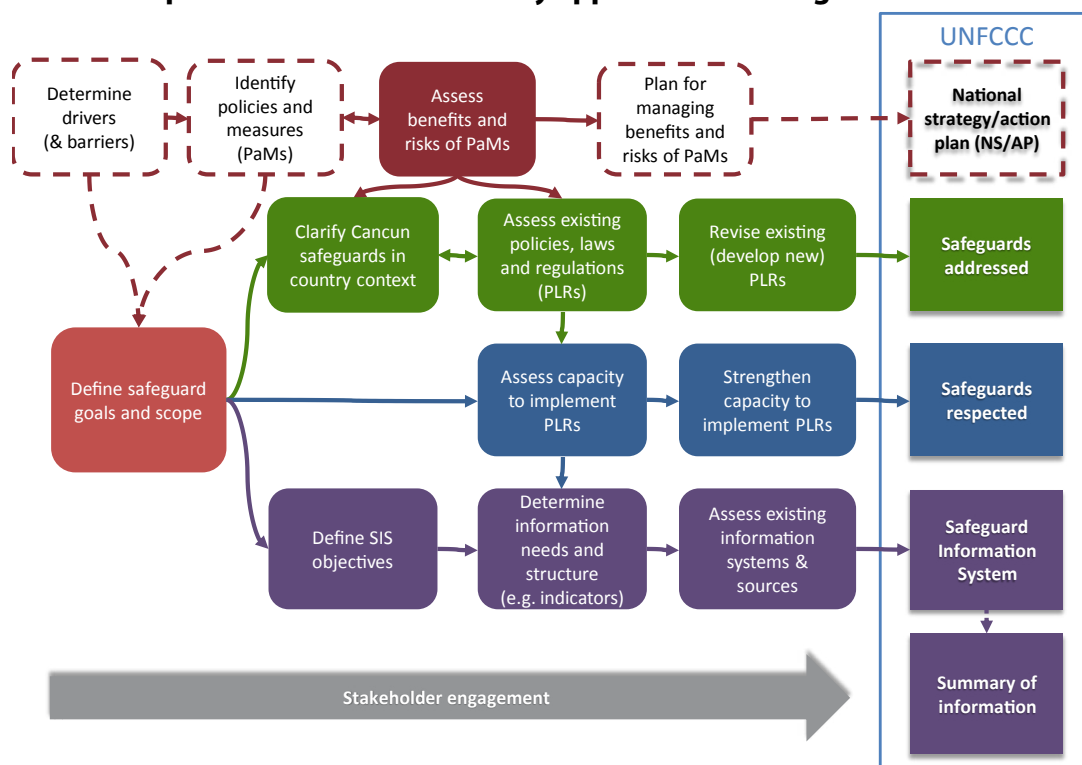 UNFCCC
Determine
drivers
(& barriers)
Identify
policies and
measures
(PaMs)
Assess
benefits and
risks of PaMs
Plan for
managing
benefits and
risks of PaMs
National
strategy/action
plan (NS/AP)
Clarify Cancun
safeguards in
country context
Assess existing
policies, laws
and regulations
(PLRs)
Revise existing
(develop new)
PLRs
Safeguards
addressed
Define safeguard
goals and scope
Assess capacity
to implement
PLRs
Strengthen
capacity to
implement PLRs
Safeguards
respected
Define SIS
objectives
Determine
information
needs and
structure
(e.g. indicators)
Assess existing
information
systems &
sources
Safeguard
Information
System
Stakeholder engagement
Summary of
information